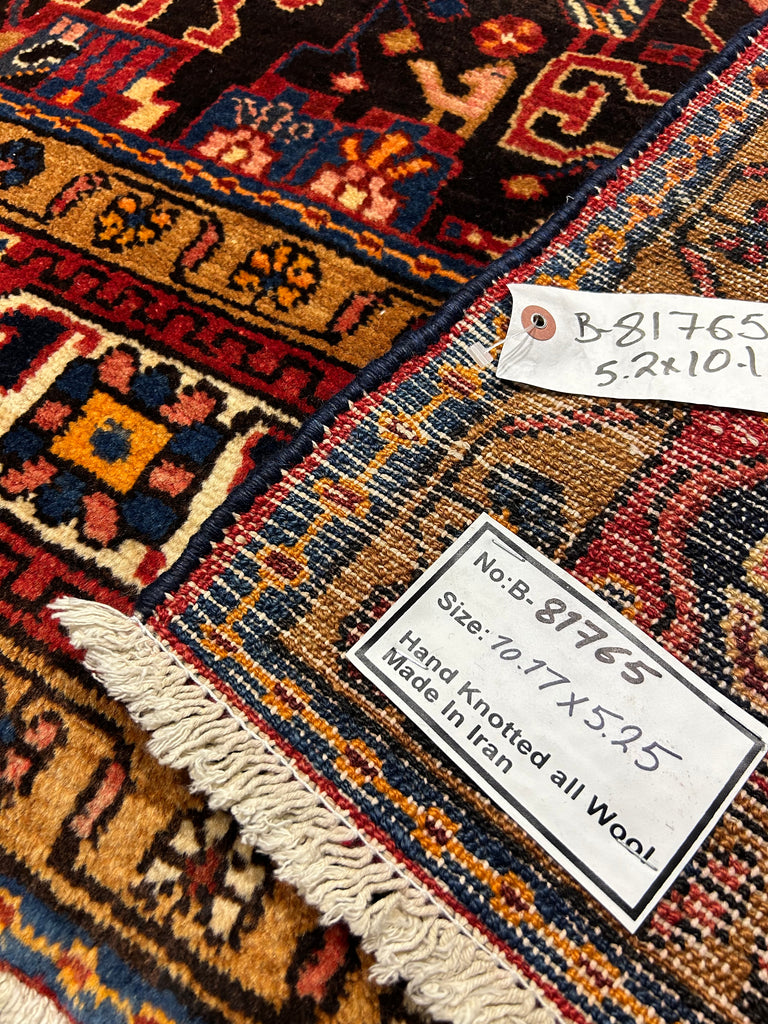 B-81765
5.2x10.1
No:B-81765
Size: 10.17x5.25
Hand Knotted all Wool
Made In Iran